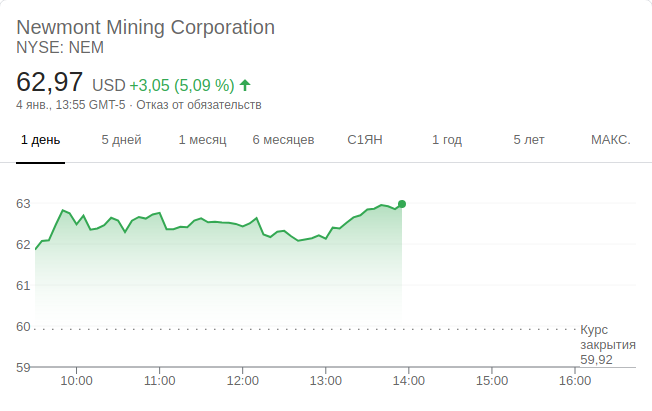 Newmont Mining Corporation
NYSE: NEM
62,97 USD +3,05 (5,09 %)
4 янв., 13:55 GMT-5 · Отказ от обязательств
1 день 5 дней 1 месяц 6 месяцев С1ЯН 1 год 5 лет МАКС.
63
62
61
60
59
Курс
закрытия
59,92
10:00 11:00 12:00 13:00 14:00 15:00 16:00